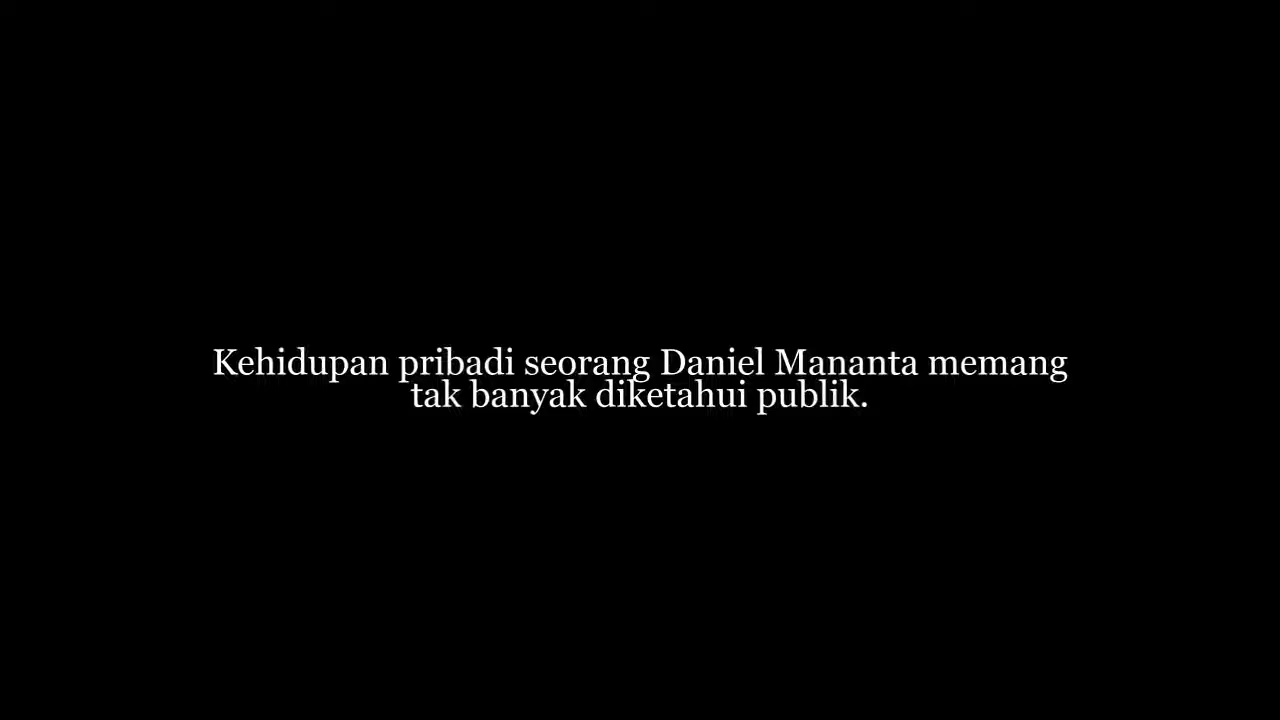 Kehidupan pribadi seorang Daniel Mananta memang
tak banyak diketahui publik.